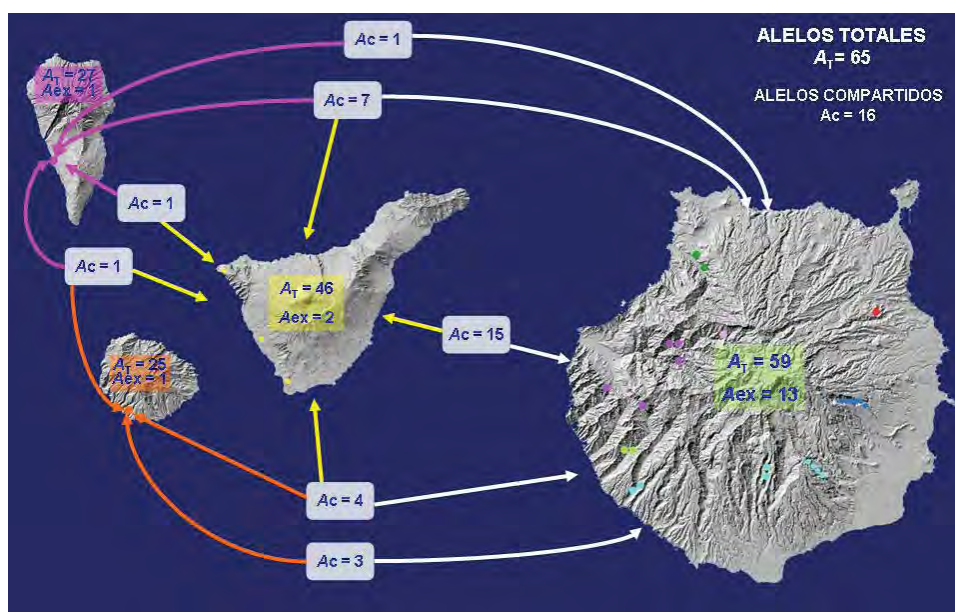 Ac = 1
ALELOS TOTALES
AT = 65
AT = 27
Aex = 1
Ac = 7
ALELOS COMPARTIDOS
Ac = 16
Ac = 1
Ac = 1
AT = 46
Aex = 2
Ac = 15
AT = 25
Aex = 1
AT = 59
Aex = 13
Ac = 4
Ac = 3